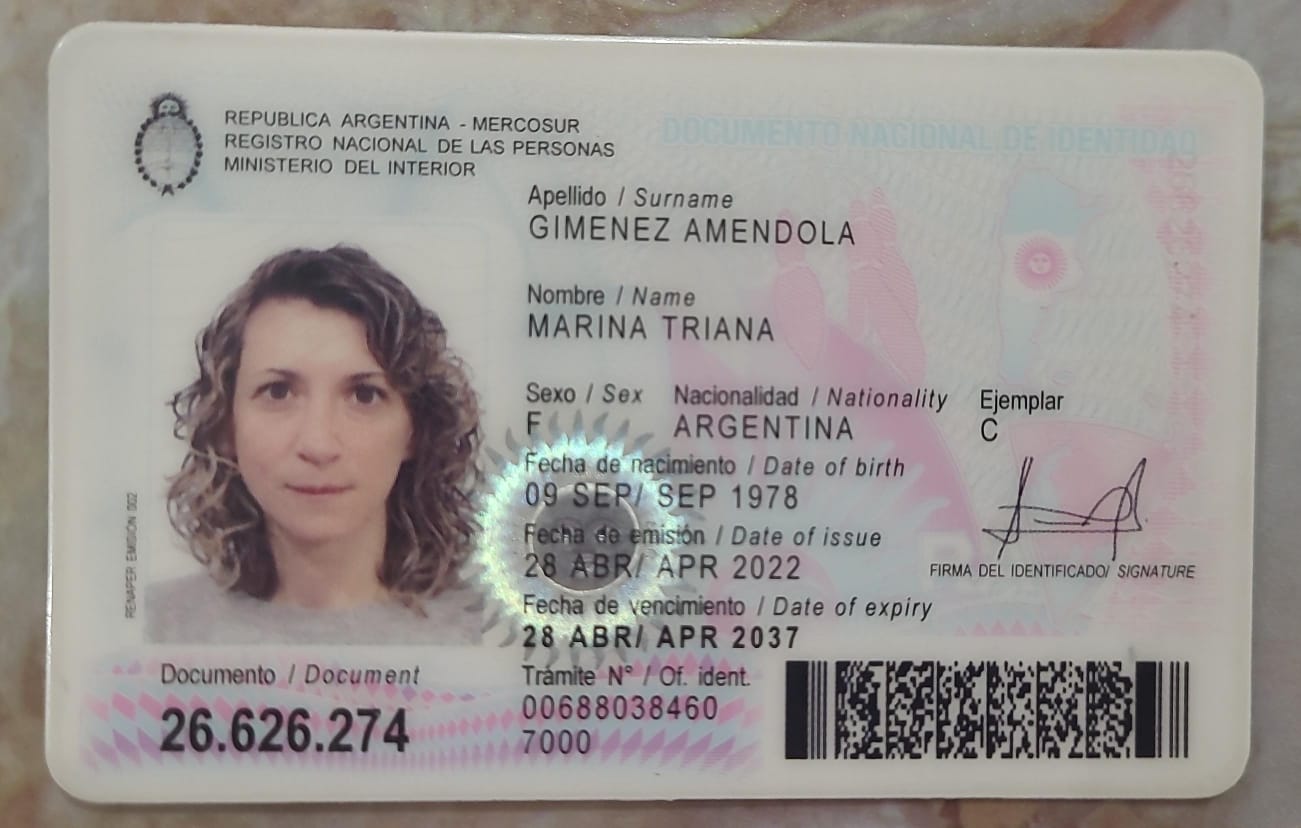 REPUBLICA ARGENTINA - MERCOSUR
REGISTRO NACIONAL DE LAS PERSONAS
MINISTERIO DEL INTERIOR
DOCUMENTO NACIONAL DE IDENTIDAD
Apellido / Surname
GIMENEZ AMENDOLA
Nombre / Name
MARINA TRIANA
Sexo / Sex Nacionalidad / Nationality Ejemplar
F ARGENTINA C
Fecha de nacimiento / Date of birth
09 SEP/ SEP 1978
Fecha de emisión / Date of issue
28 ABR/ APR 2022
FIRMA DEL IDENTIFICADO/ SIGNATURE
Fecha de vencimiento / Date of expiry
28 ABR/ APR 2037
RENAPER EMISIÓN 002
Documento / Document
26.626.274
Trámite N° / Of. ident.
00688038460
7000